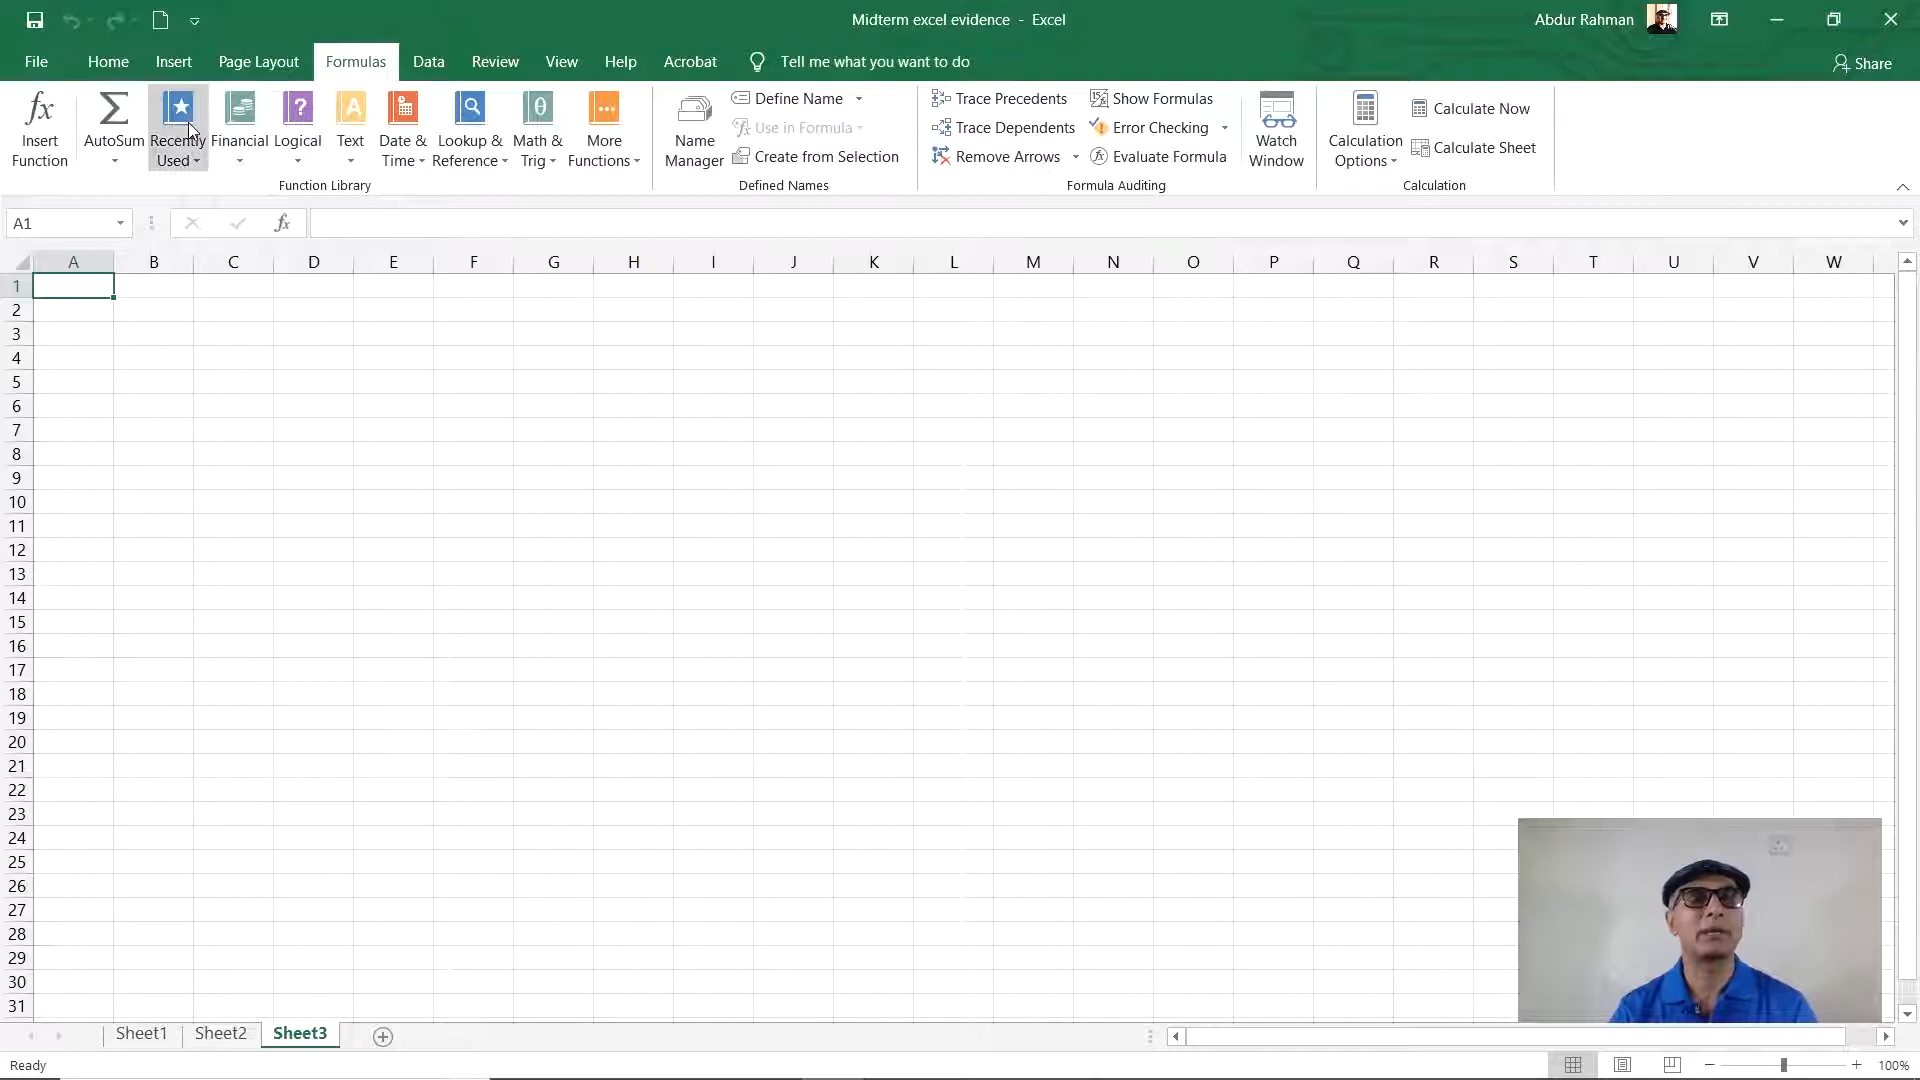 Midterm excel evidence - Excel
Abdur Rahman
File Home Insert Page Layout Formulas Data Review View Help Acrobat Tell me what you want to do Share
fx Insert Function
AutoSum
Recently Used
Financial
Logical
Text
Date & Time
Lookup & Reference
Math & Trig
More Functions
Function Library
Name Manager
Define Name
Use in Formula
Create from Selection
Defined Names
Trace Precedents
Trace Dependents
Remove Arrows
Show Formulas
Error Checking
Evaluate Formula
Formula Auditing
Watch Window
Calculation Options
Calculate Now
Calculate Sheet
Calculation
A1 fx
A B C D E F G H I J K L M N O P Q R S T U V W
1
2
3
4
5
6
7
8
9
10
11
12
13
14
15
16
17
18
19
20
21
22
23
24
25
26
27
28
29
30
31
Sheet1 Sheet2 Sheet3
Ready
100%